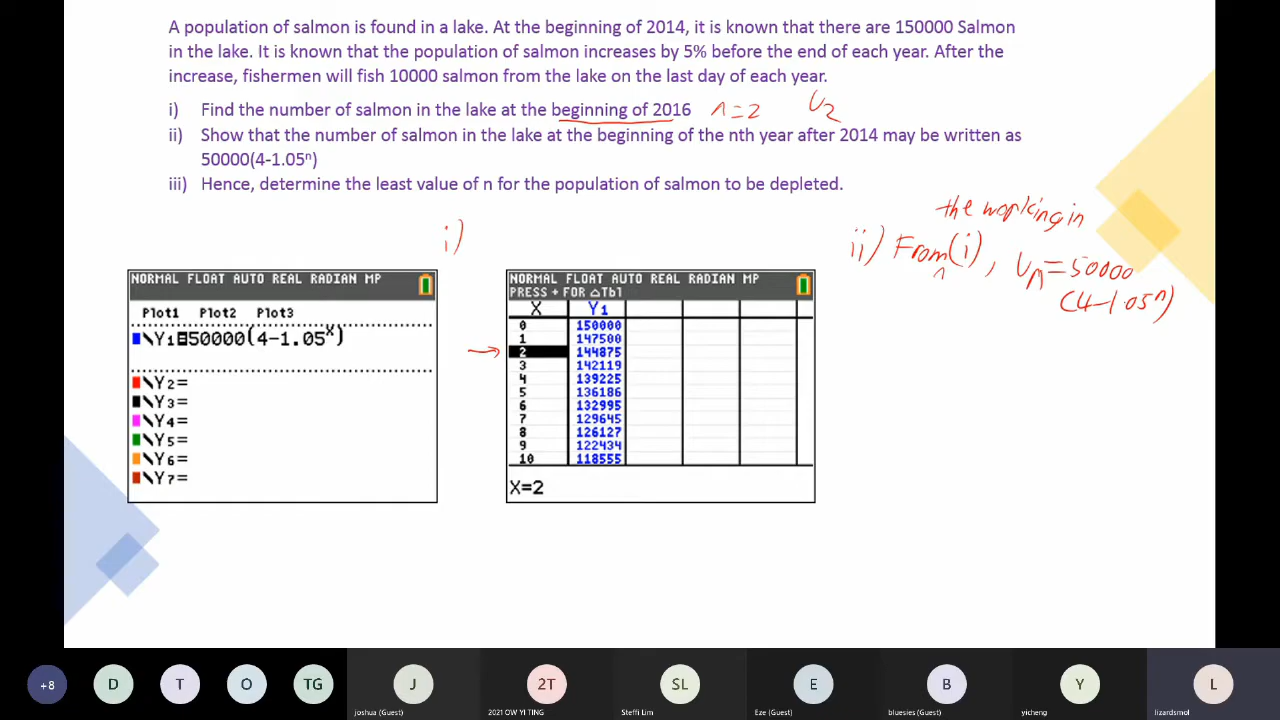 A population of salmon is found in a lake. At the beginning of 2014, it is known that there are 150000 Salmon
in the lake. It is known that the population of salmon increases by 5% before the end of each year. After the
increase, fishermen will fish 10000 salmon from the lake on the last day of each year.
i) Find the number of salmon in the lake at the beginning of 2016 n=2 U2
ii) Show that the number of salmon in the lake at the beginning of the nth year after 2014 may be written as
50000(4-1.05ⁿ)
iii) Hence, determine the least value of n for the population of salmon to be depleted.
i)
the working in
ii) From (i), Un=50000
(4-1.05ⁿ)
NORMAL FLOAT AUTO REAL RADIAN MP
Plot1 Plot2 Plot3
\Y1=50000(4-1.05ˣ)
\Y2=
\Y3=
\Y4=
\Y5=
\Y6=
\Y7=
NORMAL FLOAT AUTO REAL RADIAN MP
PRESS + FOR △Tbl
X Y1
0 150000
1 147500
2 144875
3 142119
4 139225
5 136186
6 132995
7 129645
8 126127
9 122434
10 118555
X=2
+8 D T O TG J 2T SL E B Y L
joshua (Guest) 2021 OW YI TING Steffi Lim Eze (Guest) bluesies (Guest) yicheng lizardsmol